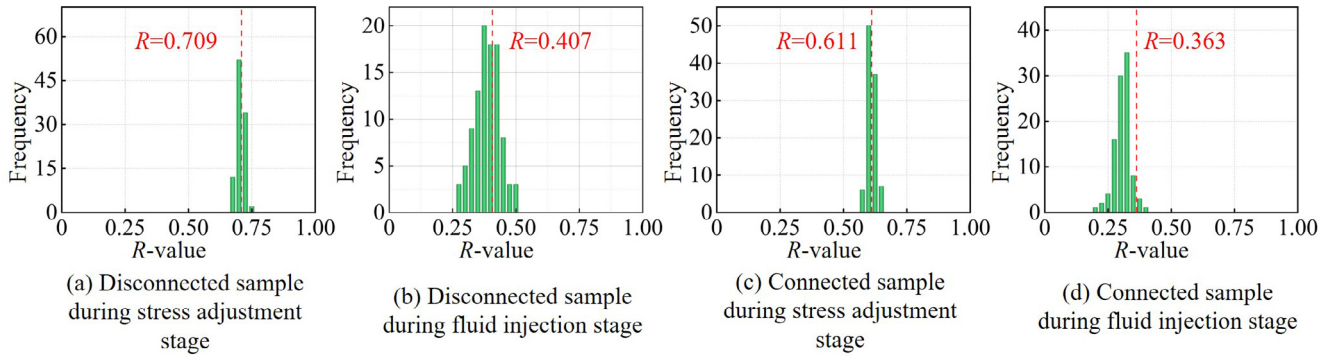 60
45
30
15
0
Frequency
R=0.709
0 0.25 0.50 0.75 1.00
R-value
(a) Disconnected sample
during stress adjustment
stage
20
15
10
5
0
Frequency
R=0.407
0 0.25 0.50 0.75 1.00
R-value
(b) Disconnected sample
during fluid injection stage
50
40
30
20
10
0
Frequency
R=0.611
0 0.25 0.50 0.75 1.00
R-value
(c) Connected sample
during stress adjustment
stage
40
30
20
10
0
Frequency
R=0.363
0 0.25 0.50 0.75 1.00
R-value
(d) Connected sample
during fluid injection stage